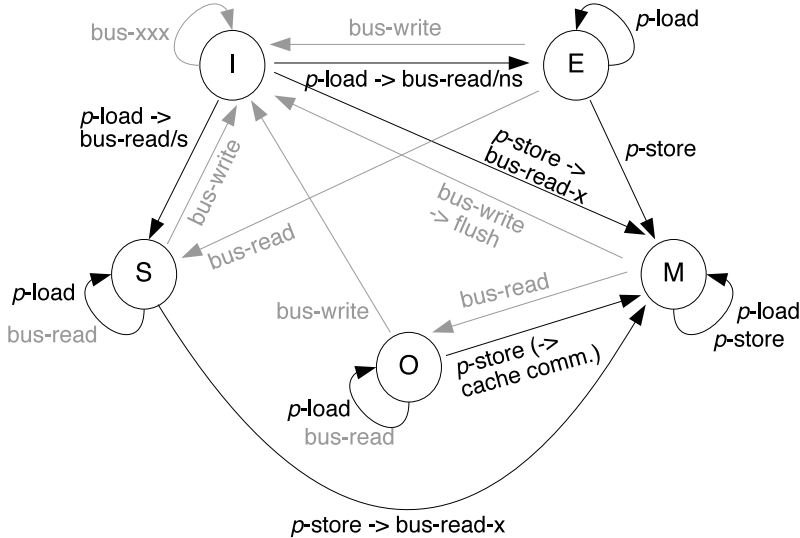 bus-xxx
I
bus-write
E
p-load
p-load -> bus-read/ns
p-load ->
bus-read/s
p-store ->
bus-read-x
p-store
bus-write
bus-write
-> flush
bus-read
S
M
p-load
bus-read
bus-read
bus-write
p-load
p-store
O
p-store (->
cache comm.)
p-load
bus-read
p-store -> bus-read-x